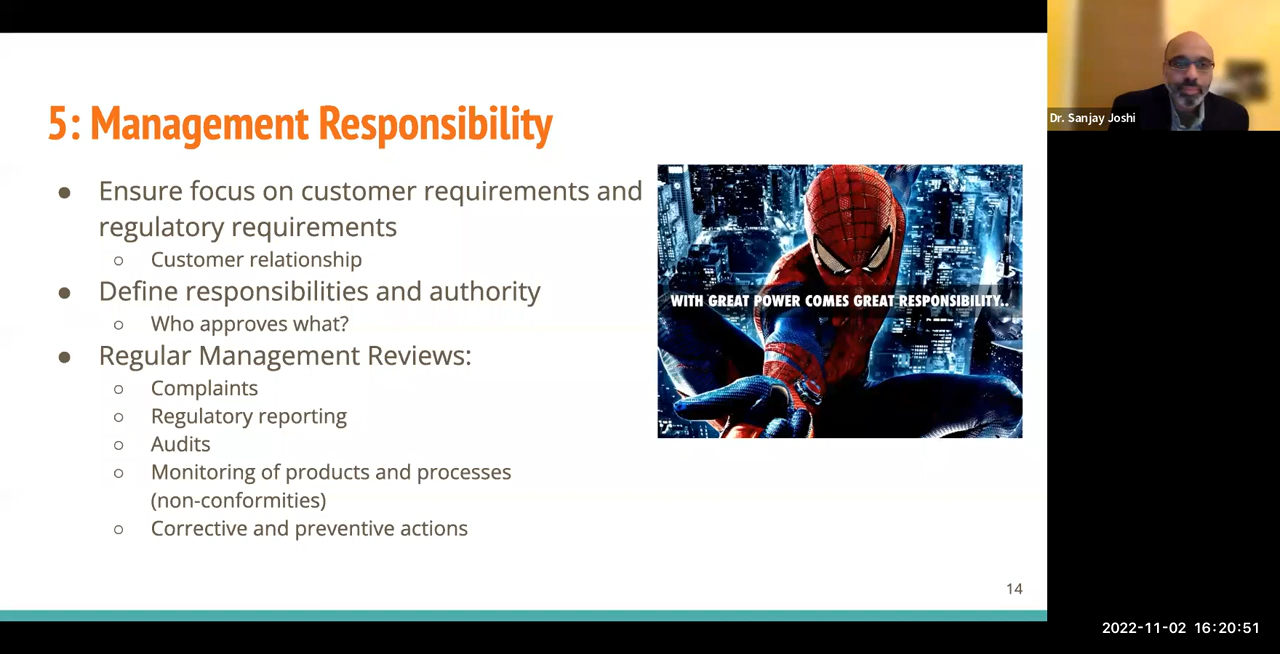 5: Management Responsibility
Ensure focus on customer requirements and
regulatory requirements
Customer relationship
Define responsibilities and authority
Who approves what?
Regular Management Reviews:
Complaints
Regulatory reporting
Audits
Monitoring of products and processes
(non-conformities)
Corrective and preventive actions
WITH GREAT POWER COMES GREAT RESPONSIBILITY..
14
Dr. Sanjay Joshi
2022-11-02 16:20:51